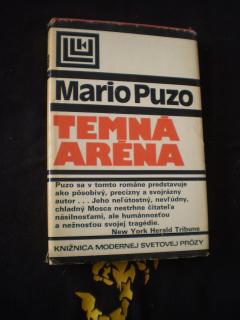 Mario Puzo
TEMNÁ
ARÉNA
Puzo sa v tomto románe predstavuje
ako pôsobivý, precízny a svojrázny
autor . . . Jeho neľútostný, nevľúdny,
chladný Mosca nestrhne čitateľa
násilnosťami, ale humánnosťou
a nežnosťou svojej tragédie.
New York Herald Tribune
KNIŽNICA MODERNEJ SVETOVEJ PRÓZY